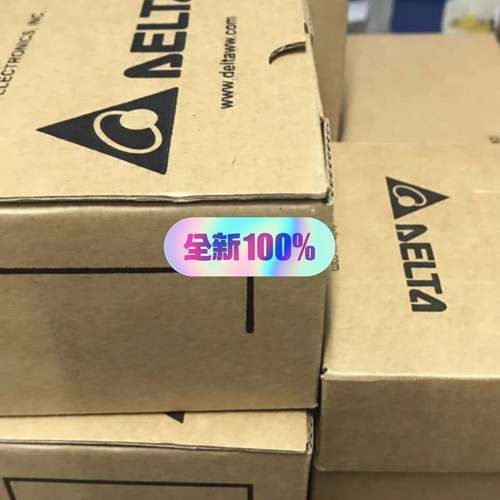 ELECTRONICS, INC.
DELTA
www.deltaww.com
全新100%
DELTA